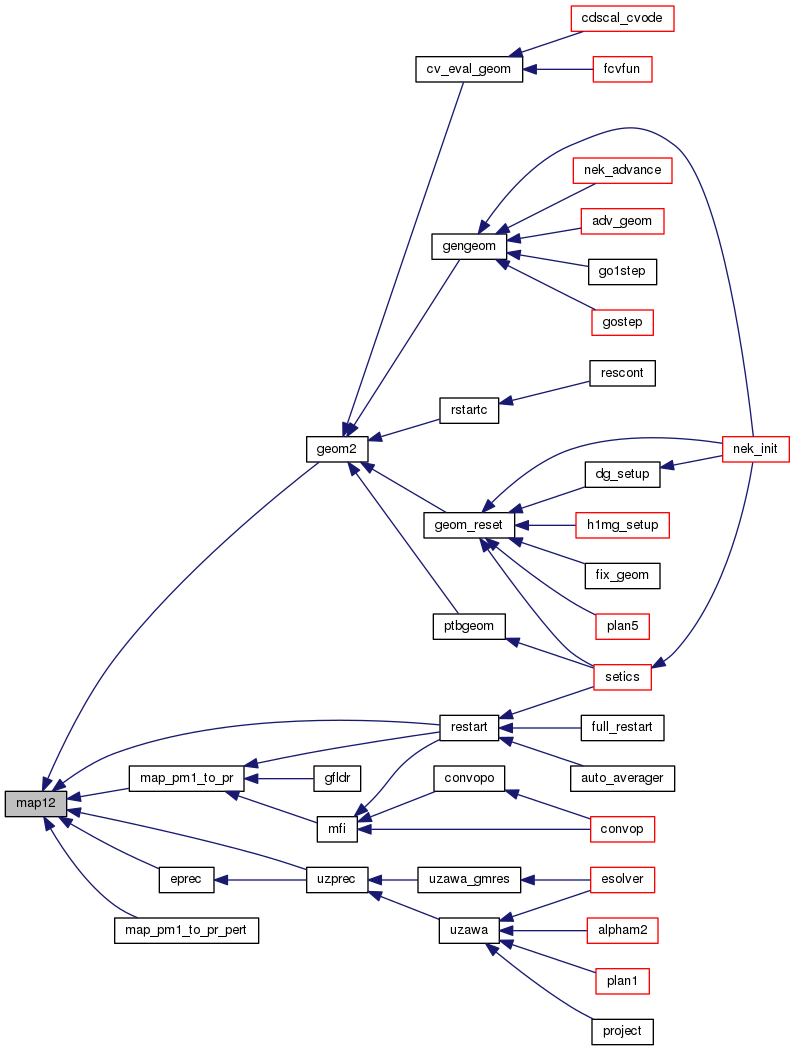 cdscal_cvode
cv_eval_geom
fcvfun
nek_advance
adv_geom
gengeom
go1step
gostep
rescont
rstartc
geom2
nek_init
dg_setup
geom_reset
h1mg_setup
fix_geom
ptbgeom
plan5
setics
restart
full_restart
map_pm1_to_pr
gfldr
convopo
auto_averager
map12
mfi
convop
eprec
uzprec
uzawa_gmres
esolver
map_pm1_to_pr_pert
uzawa
alpham2
plan1
project